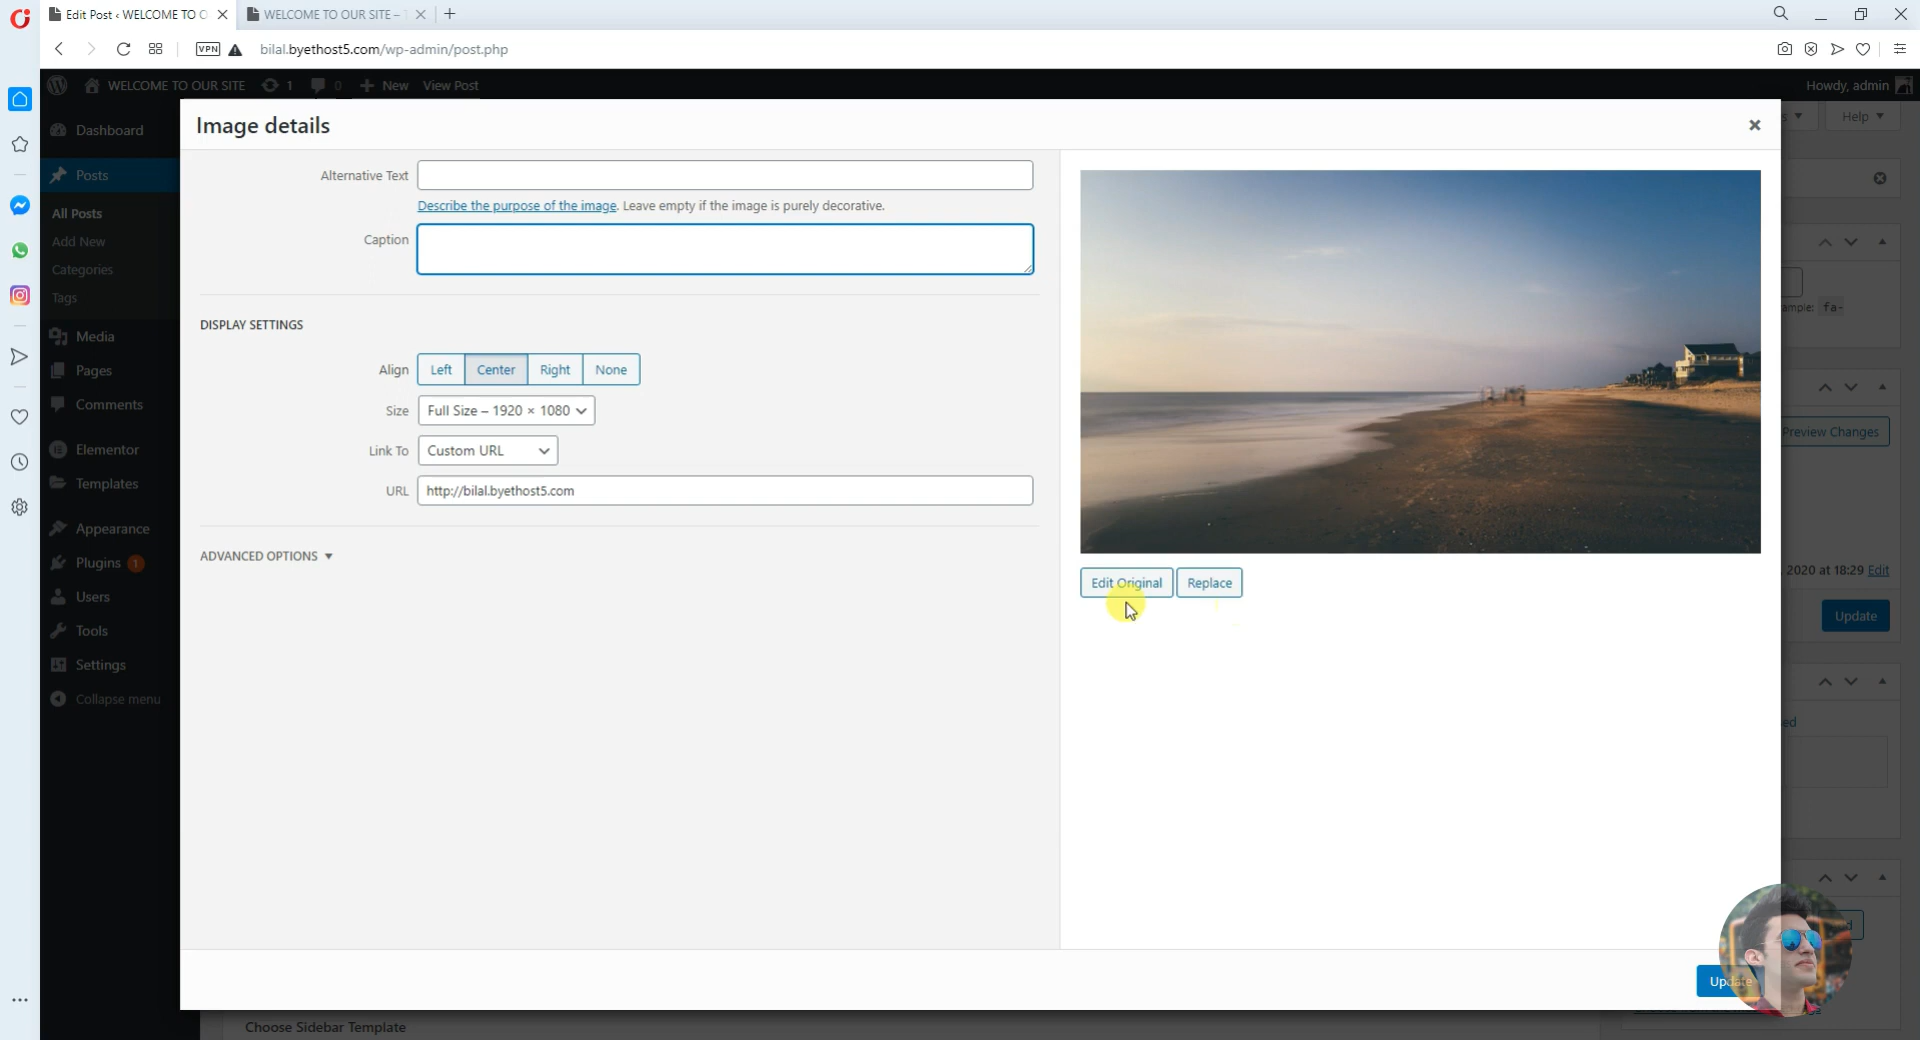 Edit Post ‹ WELCOME TO O
WELCOME TO OUR SITE –
VPN
bilal.byethost5.com/wp-admin/post.php
WELCOME TO OUR SITE
1
0
New
View Post
Howdy, admin
Image details
s
Help
Dashboard
Posts
All Posts
Add New
Categories
Tags
Media
Pages
Comments
Elementor
Templates
Appearance
Plugins 1
Users
Tools
Settings
Collapse menu
Alternative Text
Describe the purpose of the image. Leave empty if the image is purely decorative.
Caption
DISPLAY SETTINGS
Align Left Center Right None
Size Full Size – 1920 × 1080
Link To Custom URL
URL http://bilal.byethost5.com
ADVANCED OPTIONS
Edit Original Replace
ample: fa-
Preview Changes
2020 at 18:29 Edit
Update
ed
Update
Choose Sidebar Template